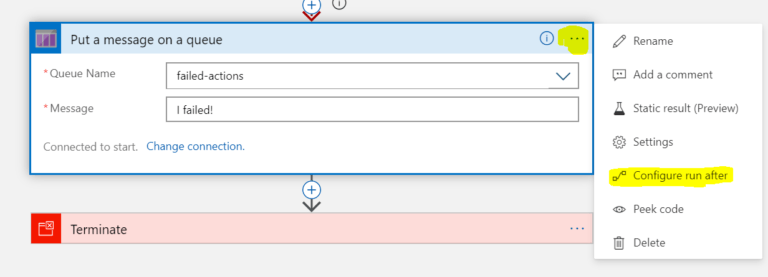 Put a message on a queue
* Queue Name
failed-actions
* Message
I failed!
Connected to start. Change connection.
Terminate
Rename
Add a comment
Static result (Preview)
Settings
Configure run after
Peek code
Delete